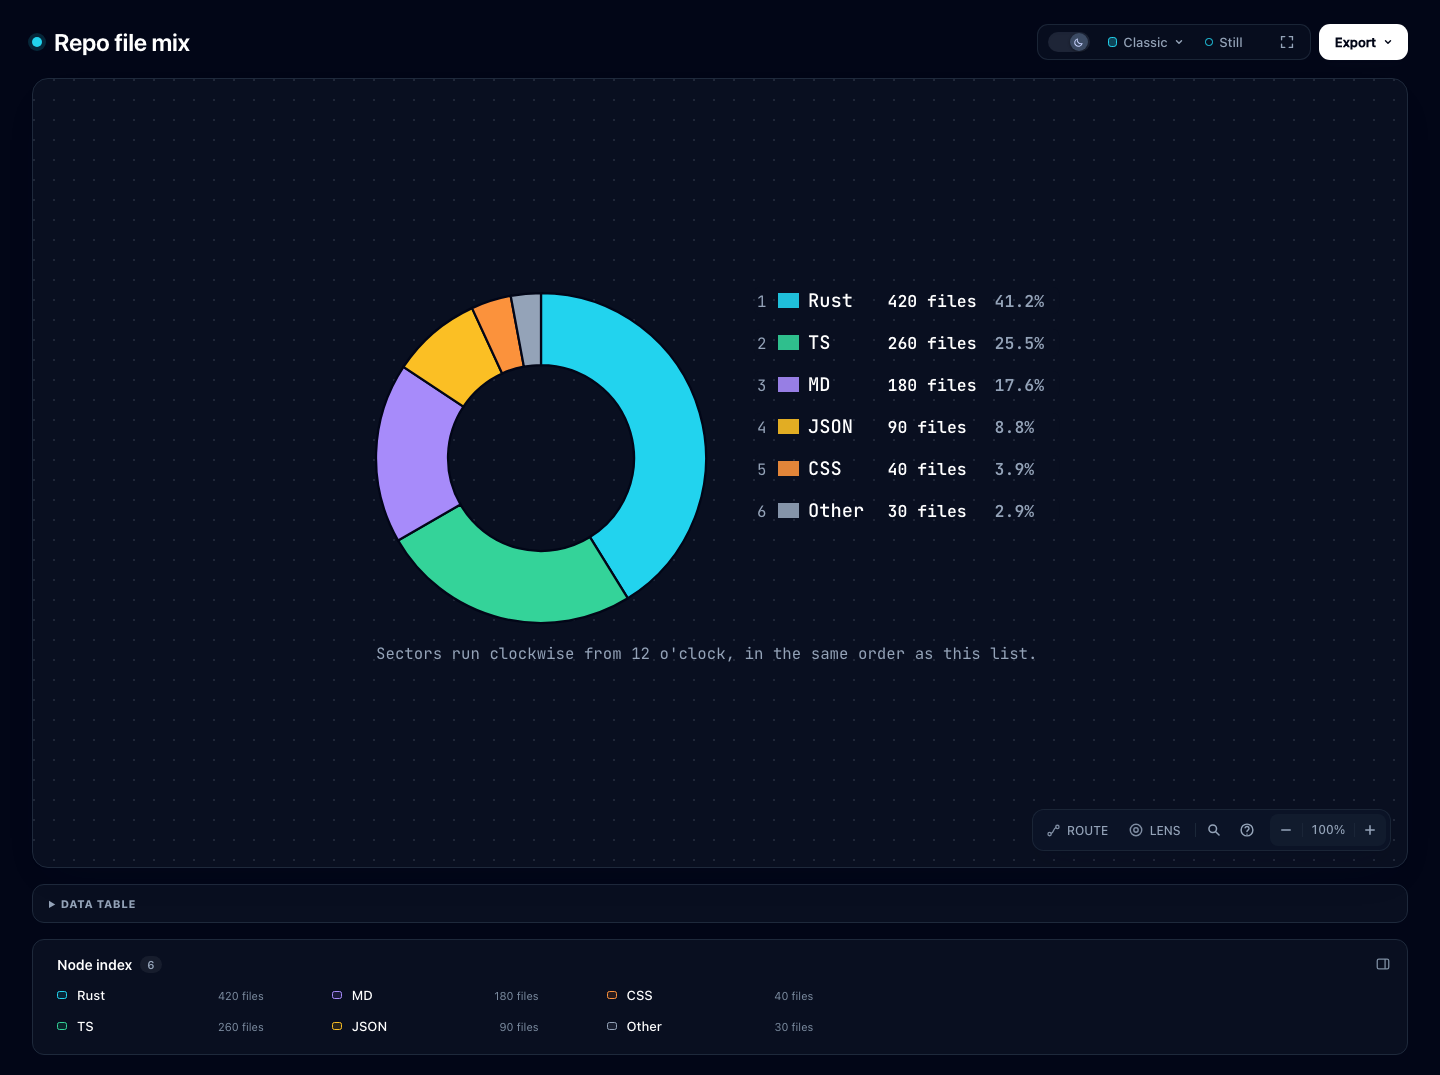 Repo file mix
Classic
Still
Export
1 Rust 420 files 41.2%
2 TS 260 files 25.5%
3 MD 180 files 17.6%
4 JSON 90 files 8.8%
5 CSS 40 files 3.9%
6 Other 30 files 2.9%
Sectors run clockwise from 12 o'clock, in the same order as this list.
ROUTE LENS 100%
DATA TABLE
Node index 6
Rust 420 files MD 180 files CSS 40 files
TS 260 files JSON 90 files Other 30 files